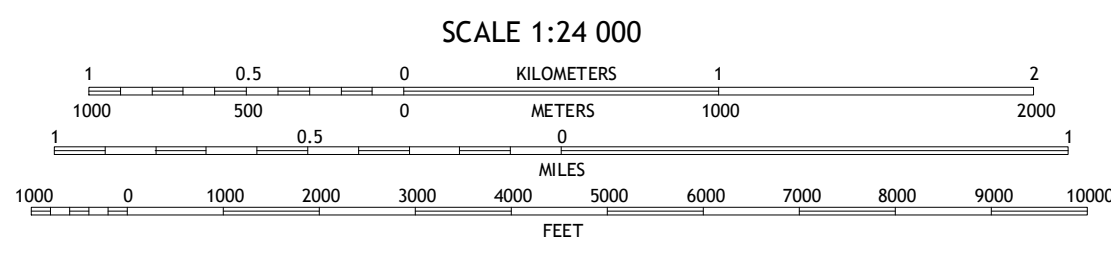 SCALE 1:24 000
1 0.5 0 KILOMETERS 1 2
1000 500 0 METERS 1000 2000
1 0.5 0 1
MILES
1000 0 1000 2000 3000 4000 5000 6000 7000 8000 9000 10000
FEET